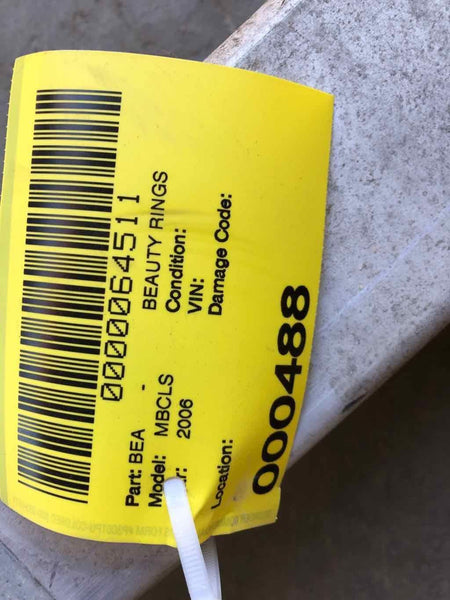 0000064511
Part: BEA - BEAUTY RINGS
Model: MBCLS Condition:
2006 VIN:
Damage Code:
Location:
000488